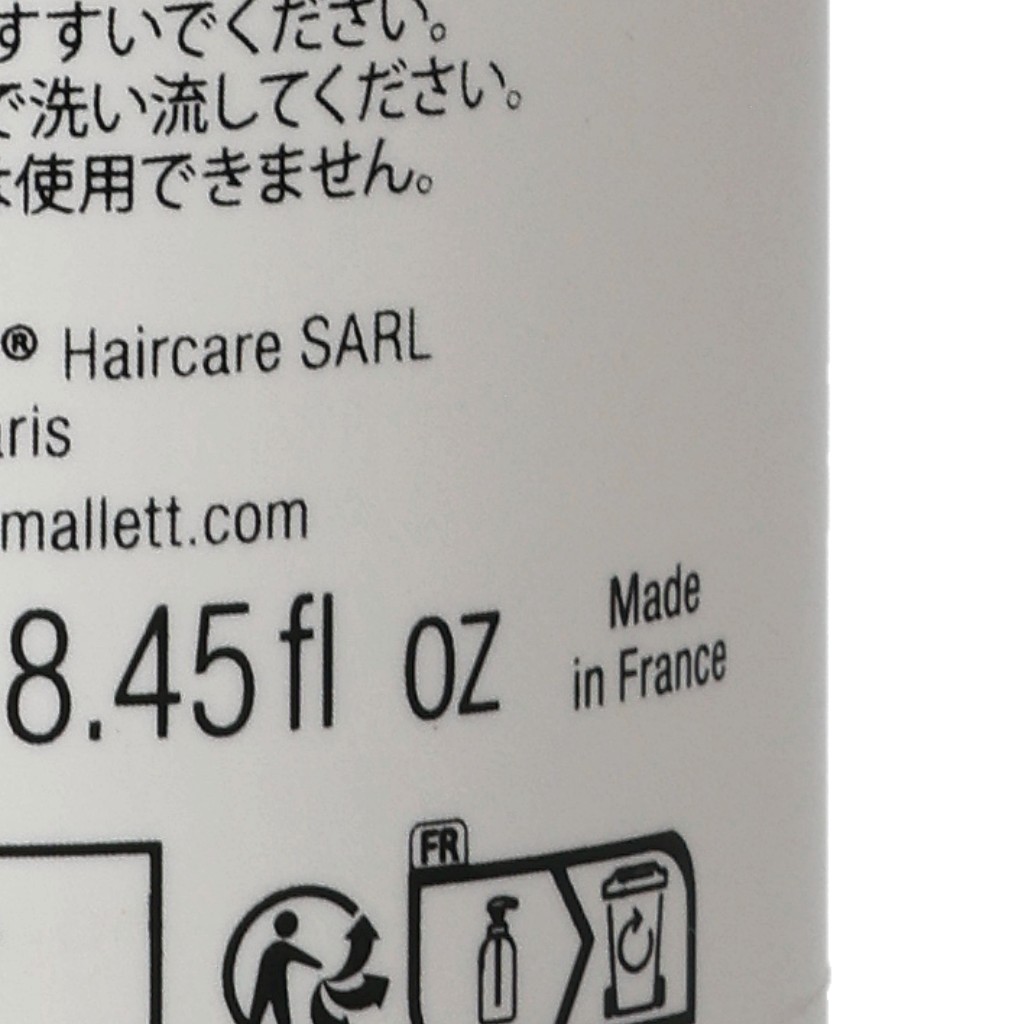 すすいでください。
で洗い流してください。
は使用できません。
® Haircare SARL
aris
mallett.com
8.45 fl oz
Made
in France
FR